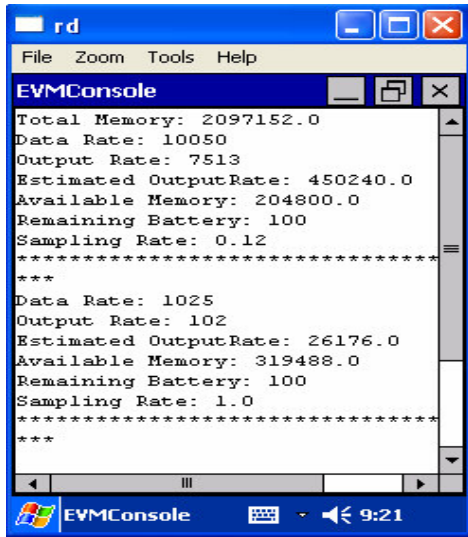 rd
File Zoom Tools Help
EVMConsole
Total Memory: 2097152.0
Data Rate: 10050
Output Rate: 7513
Estimated OutputRate: 450240.0
Available Memory: 204800.0
Remaining Battery: 100
Sampling Rate: 0.12
*********************************
***
Data Rate: 1025
Output Rate: 102
Estimated OutputRate: 26176.0
Available Memory: 319488.0
Remaining Battery: 100
Sampling Rate: 1.0
*********************************
***
EVMConsole 9:21